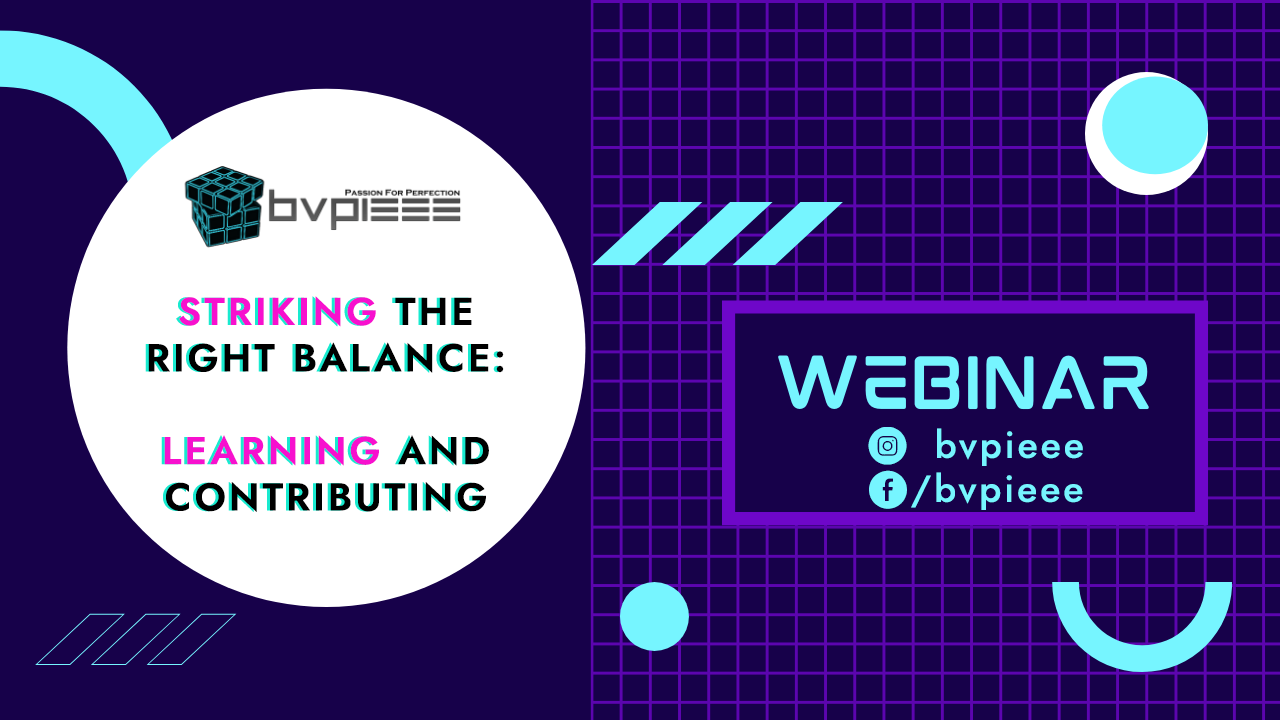 PASSION FOR PERFECTION
bvpieee
STRIKING THE
RIGHT BALANCE:
LEARNING AND
CONTRIBUTING
WEBINAR
bvpieee
/bvpieee